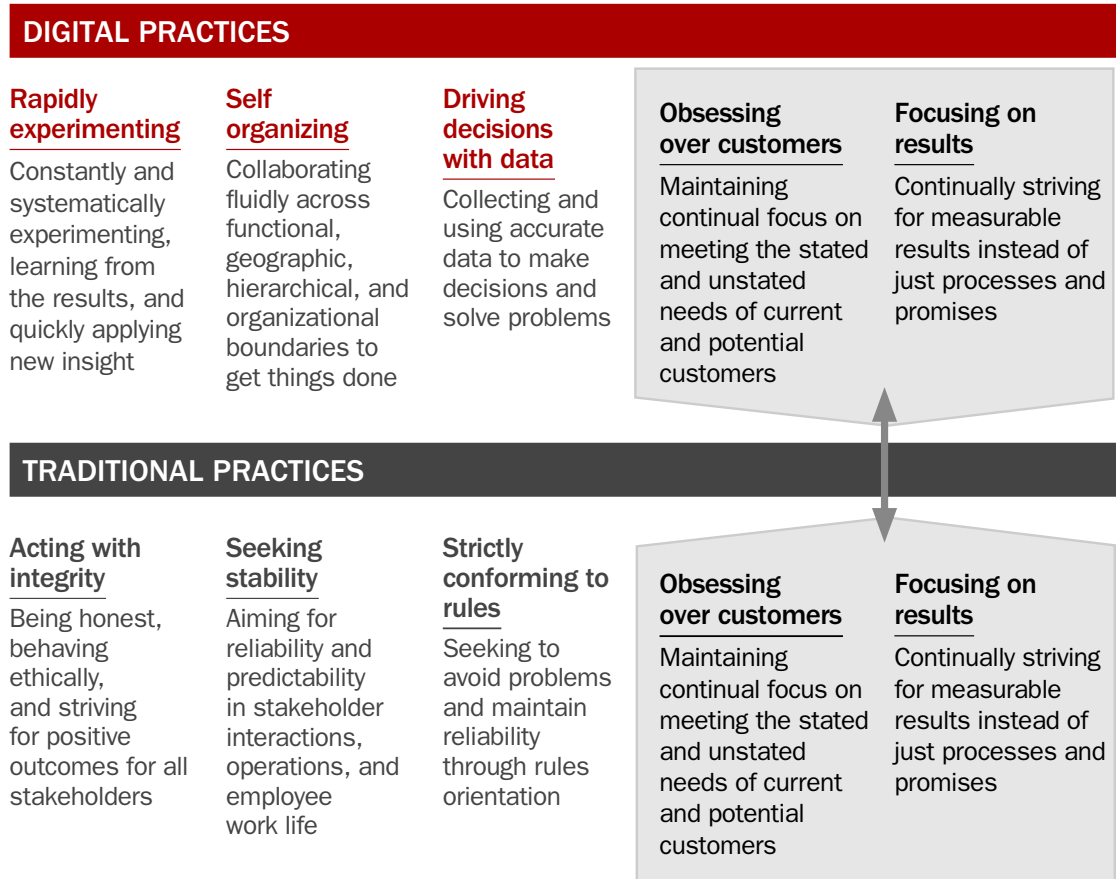 DIGITAL PRACTICES
Rapidly
experimenting
Constantly and
systematically
experimenting,
learning from
the results, and
quickly applying
new insight
Self
organizing
Collaborating
fluidly across
functional,
geographic,
hierarchical, and
organizational
boundaries to
get things done
Driving
decisions
with data
Collecting and
using accurate
data to make
decisions and
solve problems
Obsessing
over customers
Maintaining
continual focus on
meeting the stated
and unstated
needs of current
and potential
customers
Focusing on
results
Continually striving
for measurable
results instead of
just processes and
promises
TRADITIONAL PRACTICES
Acting with
integrity
Being honest,
behaving
ethically,
and striving
for positive
outcomes for all
stakeholders
Seeking
stability
Aiming for
reliability and
predictability
in stakeholder
interactions,
operations, and
employee
work life
Strictly
conforming to
rules
Seeking to
avoid problems
and maintain
reliability
through rules
orientation
Obsessing
over customers
Maintaining
continual focus on
meeting the stated
and unstated
needs of current
and potential
customers
Focusing on
results
Continually striving
for measurable
results instead of
just processes and
promises